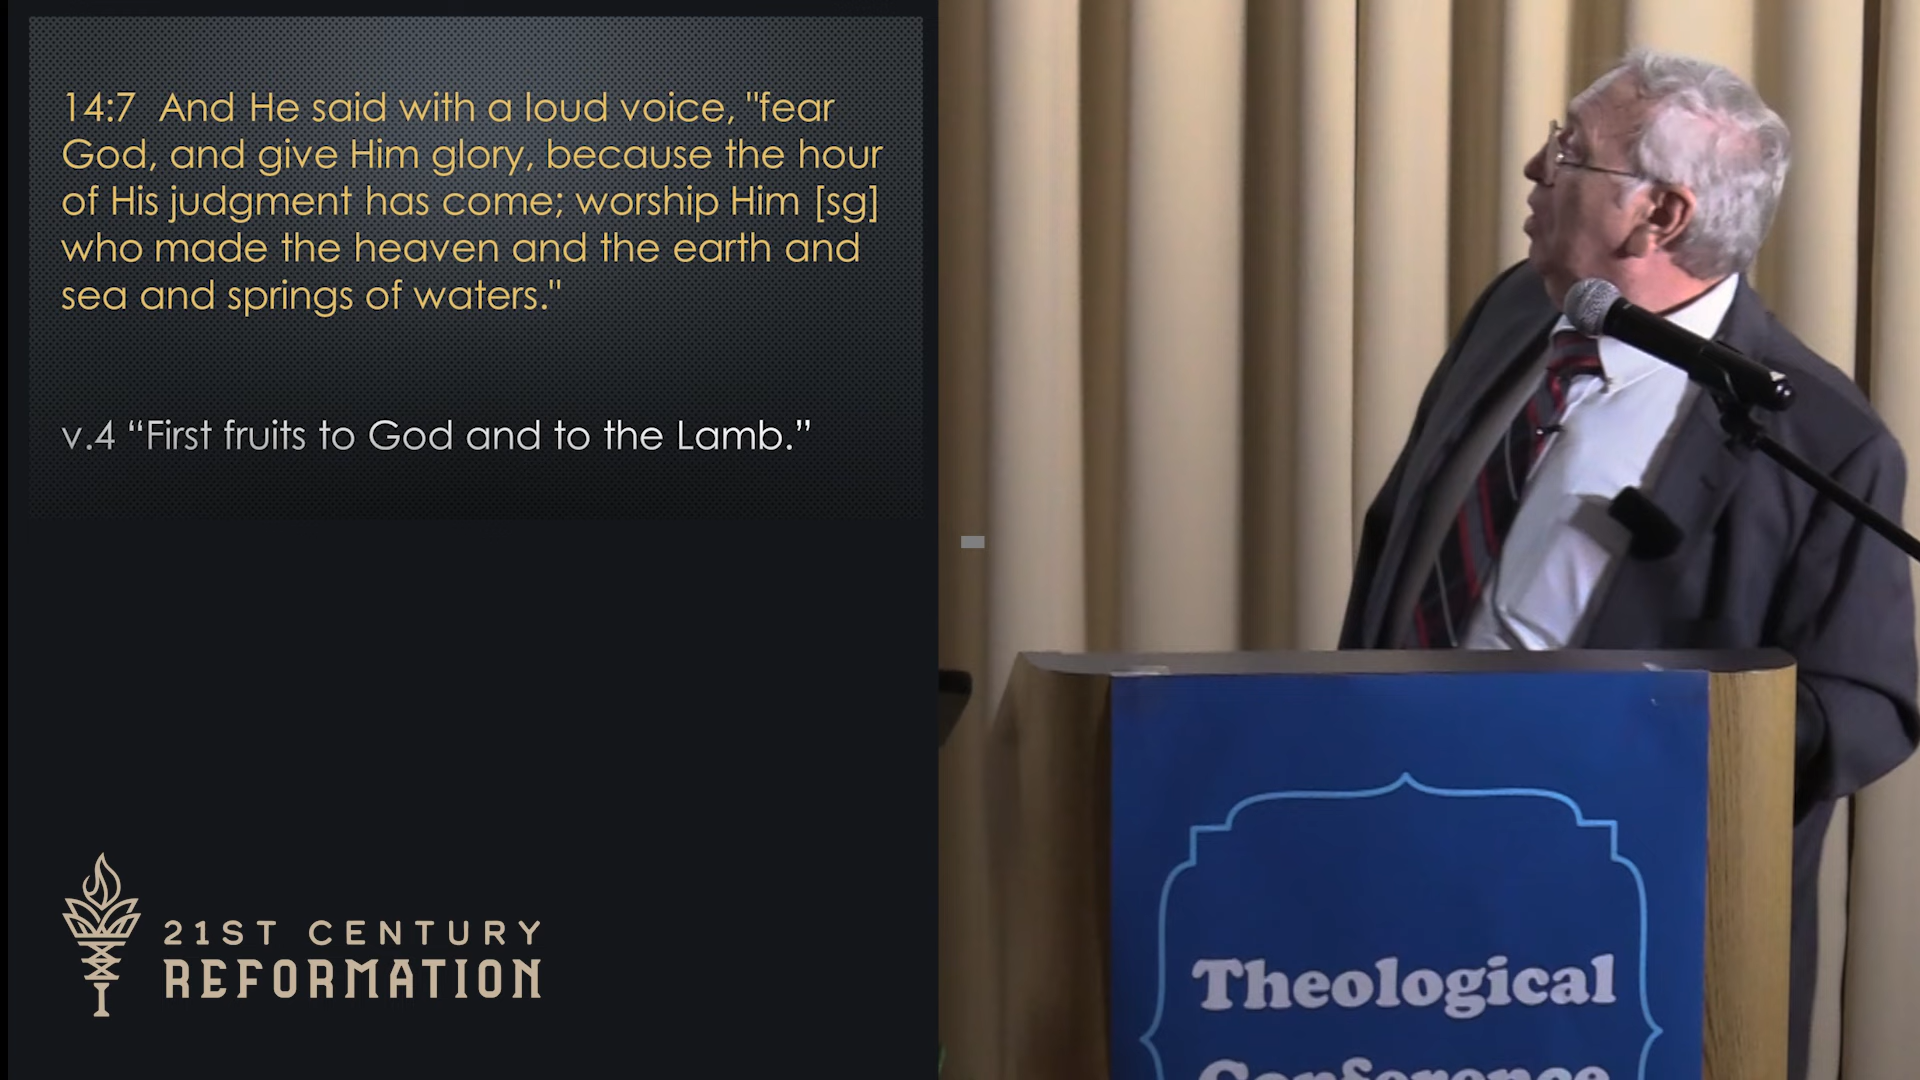 14:7 And He said with a loud voice, "fear
God, and give Him glory, because the hour
of His judgment has come; worship Him [sg]
who made the heaven and the earth and
sea and springs of waters."
v.4 “First fruits to God and to the Lamb.”
21ST CENTURY
REFORMATION
Theological
Conference